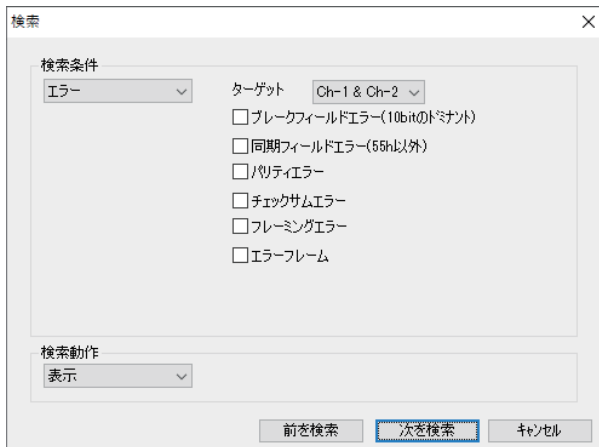 検索
検索条件
エラー
ターゲット Ch-1 & Ch-2
ブレークフィールドエラー(10bitのドミナント)
同期フィールドエラー(55h以外)
パリティエラー
チェックサムエラー
フレーミングエラー
エラーフレーム
検索動作
表示
前を検索 次を検索 キャンセル